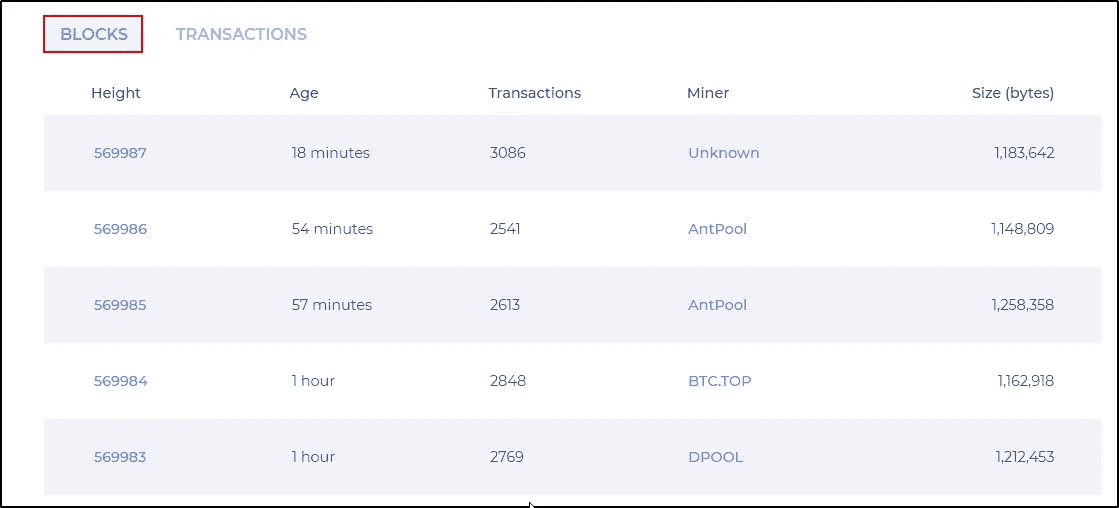 BLOCKS TRANSACTIONS
Height Age Transactions Miner Size (bytes)
569987 18 minutes 3086 Unknown 1,183,642
569986 54 minutes 2541 AntPool 1,148,809
569985 57 minutes 2613 AntPool 1,258,358
569984 1 hour 2848 BTC.TOP 1,162,918
569983 1 hour 2769 DPOOL 1,212,453